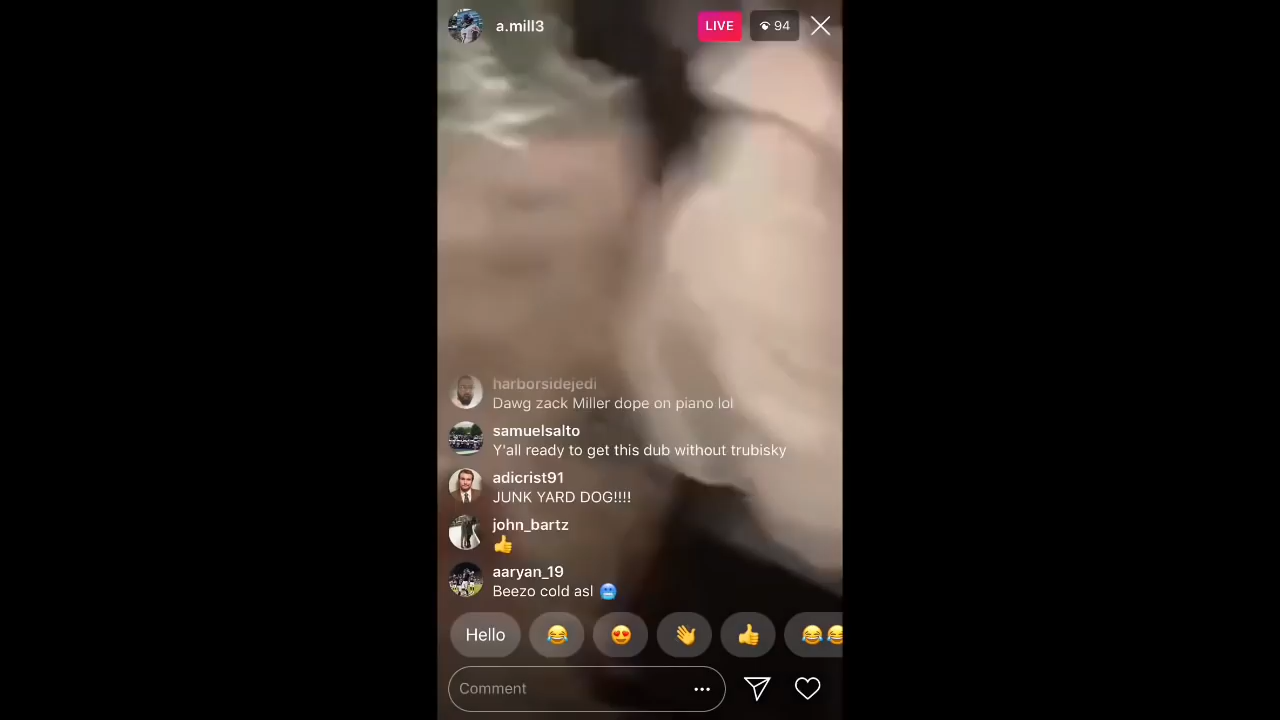 a.mill3
LIVE
94
harborsidejedi
Dawg zack Miller dope on piano lol
samuelsalto
Y'all ready to get this dub without trubisky
adicrist91
JUNK YARD DOG!!!!
john_bartz
👍
aaryan_19
Beezo cold asl 🥶
Hello 😂 😍 👋 👍 😂😂
Comment